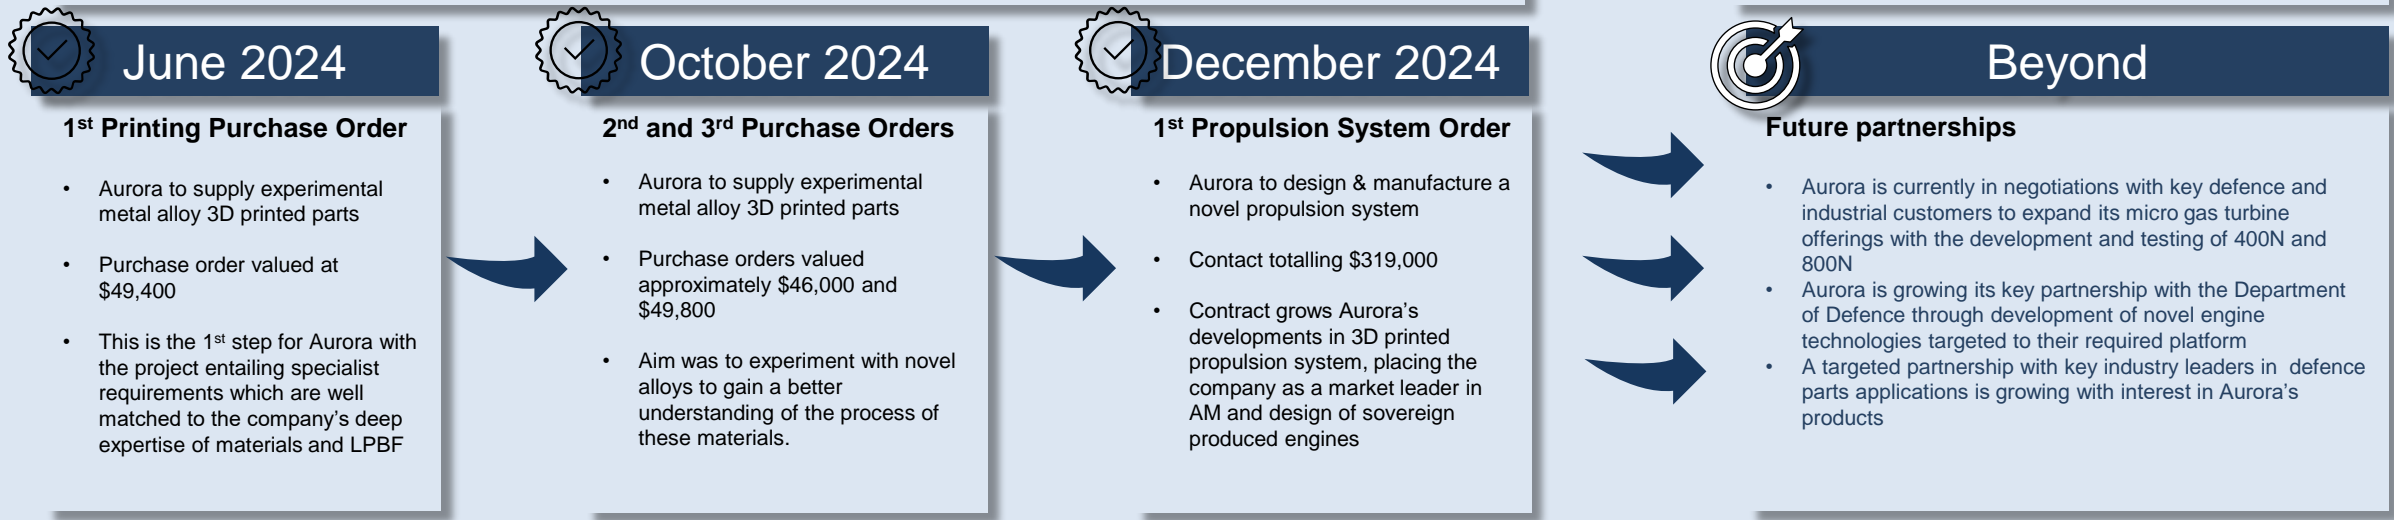 June 2024
1st Printing Purchase Order
• Aurora to supply experimental
metal alloy 3D printed parts
• Purchase order valued at
$49,400
• This is the 1st step for Aurora with
the project entailing specialist
requirements which are well
matched to the company's deep
expertise of materials and LPBF
October 2024
2nd and 3rd Purchase Orders
• Aurora to supply experimental
metal alloy 3D printed parts
• Purchase orders valued
approximately $46,000 and
$49,800
• Aim was to experiment with novel
alloys to gain a better
understanding of the process of
these materials.
December 2024
1st Propulsion System Order
• Aurora to design & manufacture a
novel propulsion system
• Contact totalling $319,000
• Contract grows Aurora's
developments in 3D printed
propulsion system, placing the
company as a market leader in
AM and design of sovereign
produced engines
Beyond
Future partnerships
• Aurora is currently in negotiations with key defence and
industrial customers to expand its micro gas turbine
offerings with the development and testing of 400N and
800N
• Aurora is growing its key partnership with the Department
of Defence through development of novel engine
technologies targeted to their required platform
• A targeted partnership with key industry leaders in defence
parts applications is growing with interest in Aurora's
products